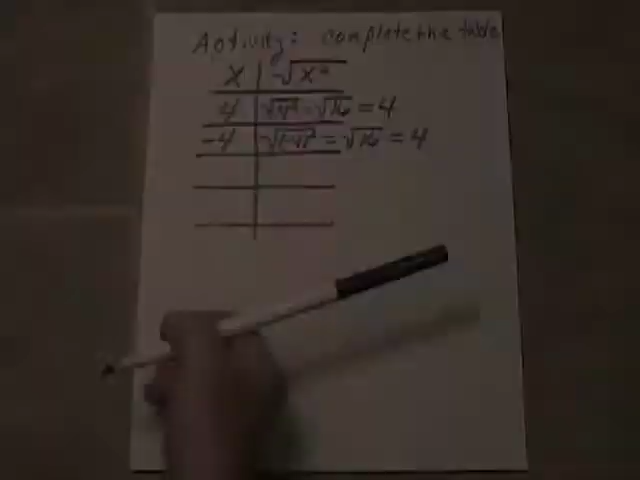 Activity: complete the table
x | √x²
4 | √4² = √16 = 4
-4 | √(-4)² = √16 = 4